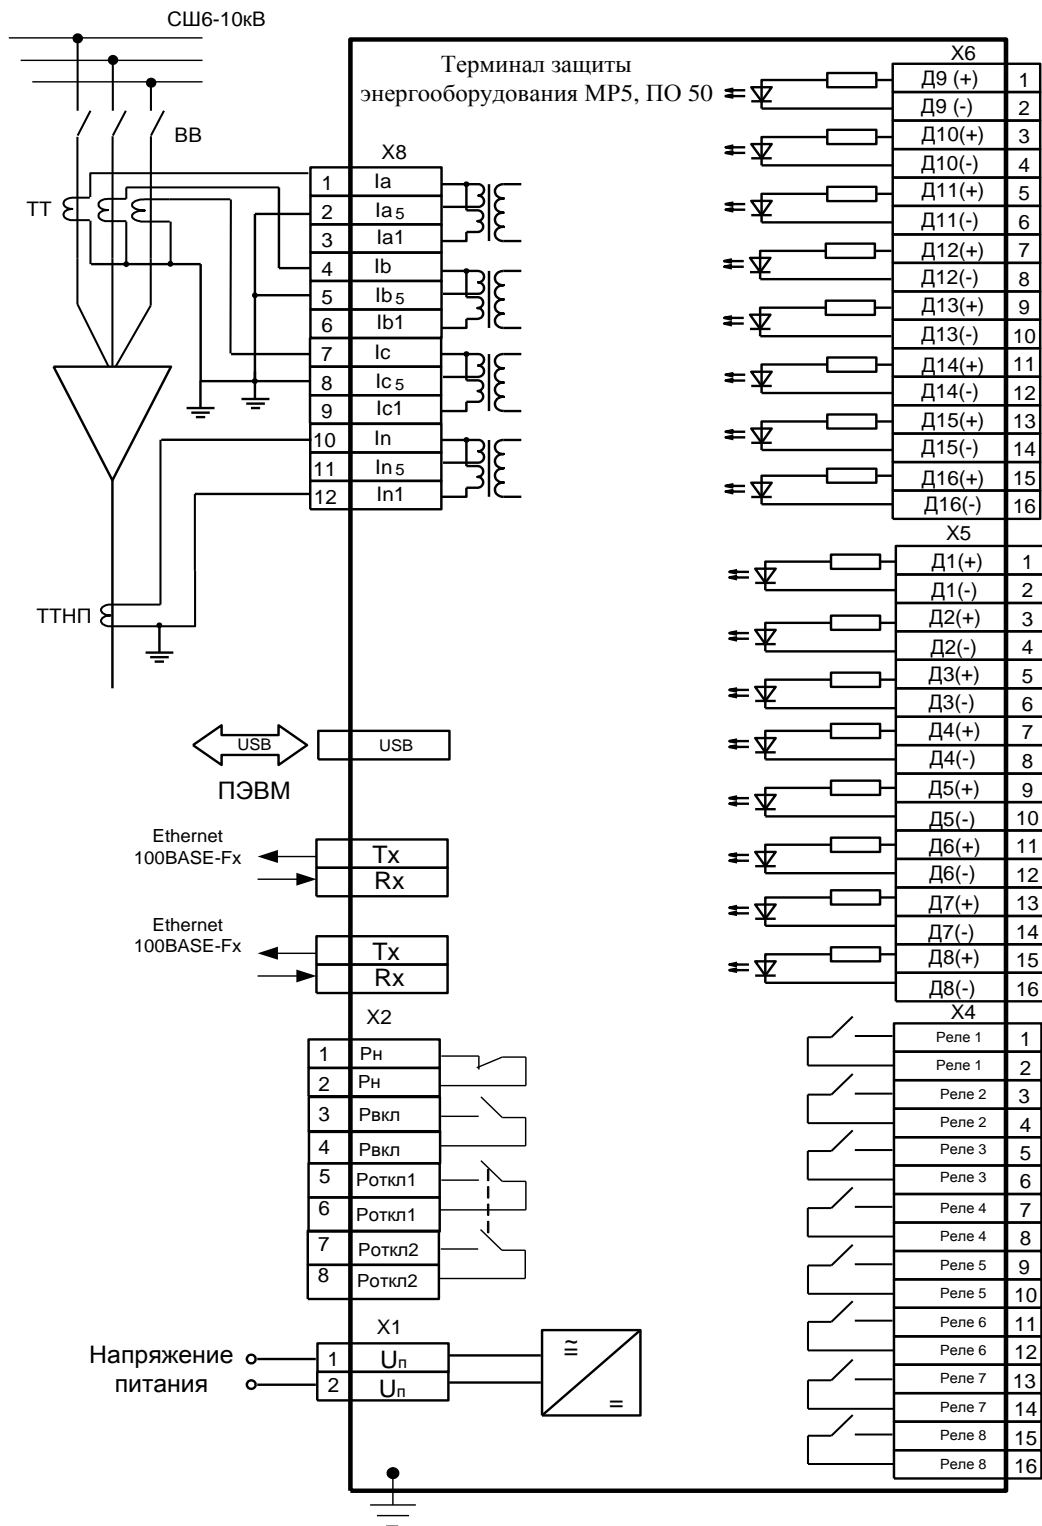 СШ6-10кВ
Терминал защиты
энергооборудования МР5, ПО 50
ВВ
ТТ
X8
1 Ia
2 Ia5
3 Ia1
4 Ib
5 Ib5
6 Ib1
7 Ic
8 Ic5
9 Ic1
10 In
11 In5
12 In1
ТТНП
USB
USB
ПЭВМ
Ethernet
100BASE-Fx
Tx
Rx
Ethernet
100BASE-Fx
Tx
Rx
X2
1 Рн
2 Рн
3 Рвкл
4 Рвкл
5 Роткл1
6 Роткл1
7 Роткл2
8 Роткл2
X1
Напряжение
питания
1 Uп
2 Uп
≅
=
X6
Д9 (+) 1
Д9 (-) 2
Д10(+) 3
Д10(-) 4
Д11(+) 5
Д11(-) 6
Д12(+) 7
Д12(-) 8
Д13(+) 9
Д13(-) 10
Д14(+) 11
Д14(-) 12
Д15(+) 13
Д15(-) 14
Д16(+) 15
Д16(-) 16
X5
Д1(+) 1
Д1(-) 2
Д2(+) 3
Д2(-) 4
Д3(+) 5
Д3(-) 6
Д4(+) 7
Д4(-) 8
Д5(+) 9
Д5(-) 10
Д6(+) 11
Д6(-) 12
Д7(+) 13
Д7(-) 14
Д8(+) 15
Д8(-) 16
X4
Реле 1 1
Реле 1 2
Реле 2 3
Реле 2 4
Реле 3 5
Реле 3 6
Реле 4 7
Реле 4 8
Реле 5 9
Реле 5 10
Реле 6 11
Реле 6 12
Реле 7 13
Реле 7 14
Реле 8 15
Реле 8 16